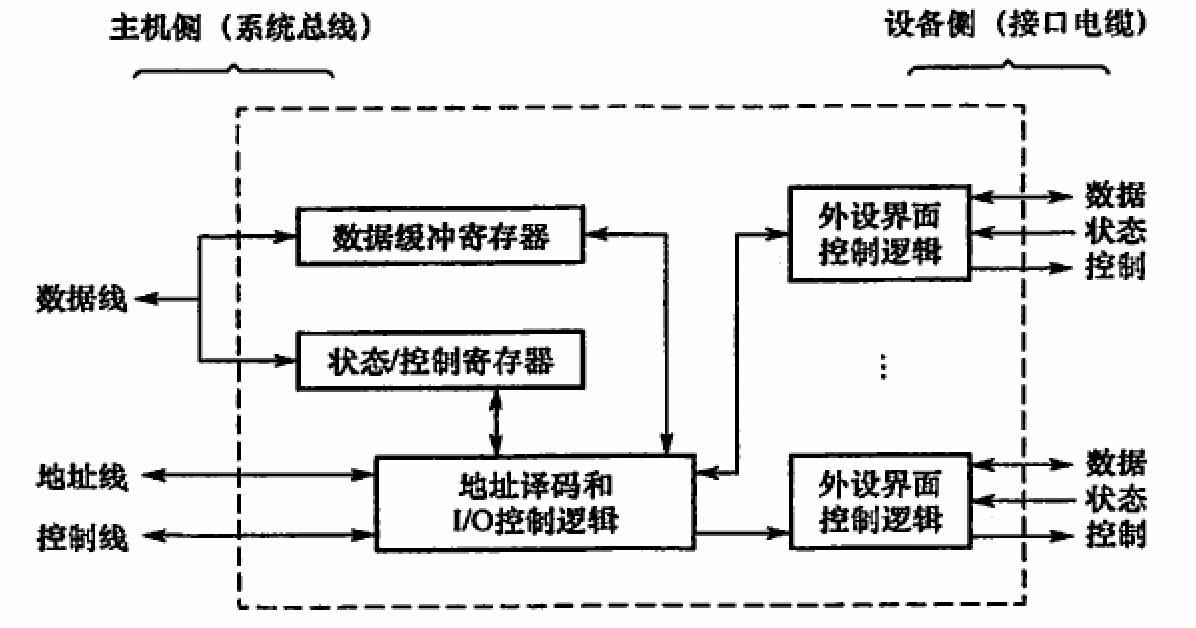 主机侧（系统总线）
设备侧（接口电缆）
数据缓冲寄存器
外设界面
控制逻辑
数据
状态
控制
数据线
状态/控制寄存器
⋮
地址线
控制线
地址译码和
I/O控制逻辑
外设界面
控制逻辑
数据
状态
控制